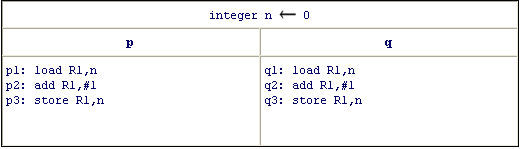 integer n ← 0
p
q
p1: load R1,n
p2: add R1,#1
p3: store R1,n
q1: load R1,n
q2: add R1,#1
q3: store R1,n